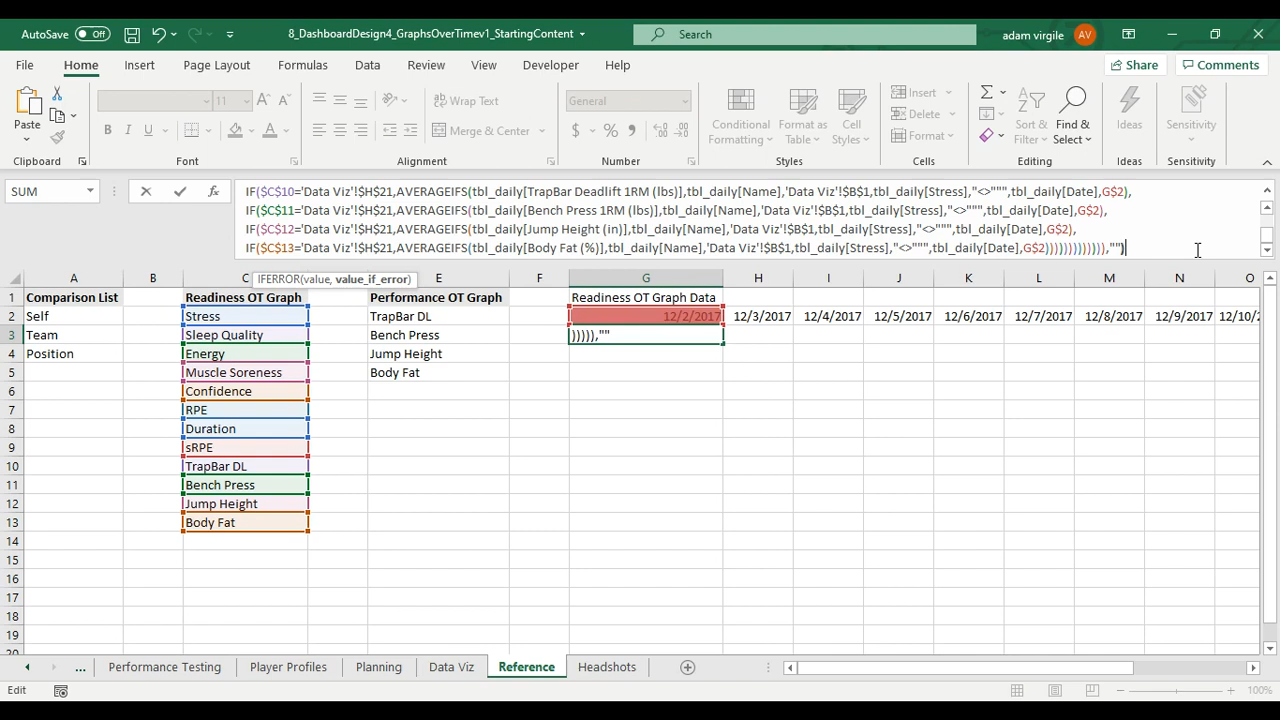 AutoSave Off 8_DashboardDesign4_GraphsOverTimev1_StartingContent Search adam virgile AV
File Home Insert Page Layout Formulas Data Review View Developer Help Share Comments
Paste 11 A A Wrap Text General Conditional Formatting Format as Table Cell Styles Insert Delete Format Sort & Filter Find & Select Ideas Sensitivity
B I U A Merge & Center $ % ,
Clipboard Font Alignment Number Styles Cells Editing Ideas Sensitivity
SUM fx IF($C$10='Data Viz'!$H$21,AVERAGEIFS(tbl_daily[TrapBar Deadlift 1RM (lbs)],tbl_daily[Name],'Data Viz'!$B$1,tbl_daily[Stress],"<>""",tbl_daily[Date],G$2),
IF($C$11='Data Viz'!$H$21,AVERAGEIFS(tbl_daily[Bench Press 1RM (lbs)],tbl_daily[Name],'Data Viz'!$B$1,tbl_daily[Stress],"<>""",tbl_daily[Date],G$2),
IF($C$12='Data Viz'!$H$21,AVERAGEIFS(tbl_daily[Jump Height (in)],tbl_daily[Name],'Data Viz'!$B$1,tbl_daily[Stress],"<>""",tbl_daily[Date],G$2),
IF($C$13='Data Viz'!$H$21,AVERAGEIFS(tbl_daily[Body Fat (%)],tbl_daily[Name],'Data Viz'!$B$1,tbl_daily[Stress],"<>""",tbl_daily[Date],G$2)))))))))))))),"")
IFERROR(value, value_if_error)
A B C E F G H I J K L M N O
1 Comparison List Readiness OT Graph Performance OT Graph Readiness OT Graph Data
2 Self Stress TrapBar DL 12/2/2017 12/3/2017 12/4/2017 12/5/2017 12/6/2017 12/7/2017 12/8/2017 12/9/2017 12/10/2
3 Team Sleep Quality Bench Press ))))),""
4 Position Energy Jump Height
5 Muscle Soreness Body Fat
6 Confidence
7 RPE
8 Duration
9 sRPE
10 TrapBar DL
11 Bench Press
12 Jump Height
13 Body Fat
14
15
16
17
18
19
20
... Performance Testing Player Profiles Planning Data Viz Reference Headshots
Edit 100%